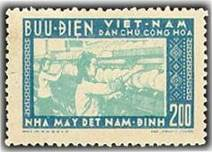 BƯU-ĐIỆN VIỆT-NAM
DÂN CHỦ CỘNG HÒA
NHÀ MÁY DỆT NAM-ĐỊNH 200